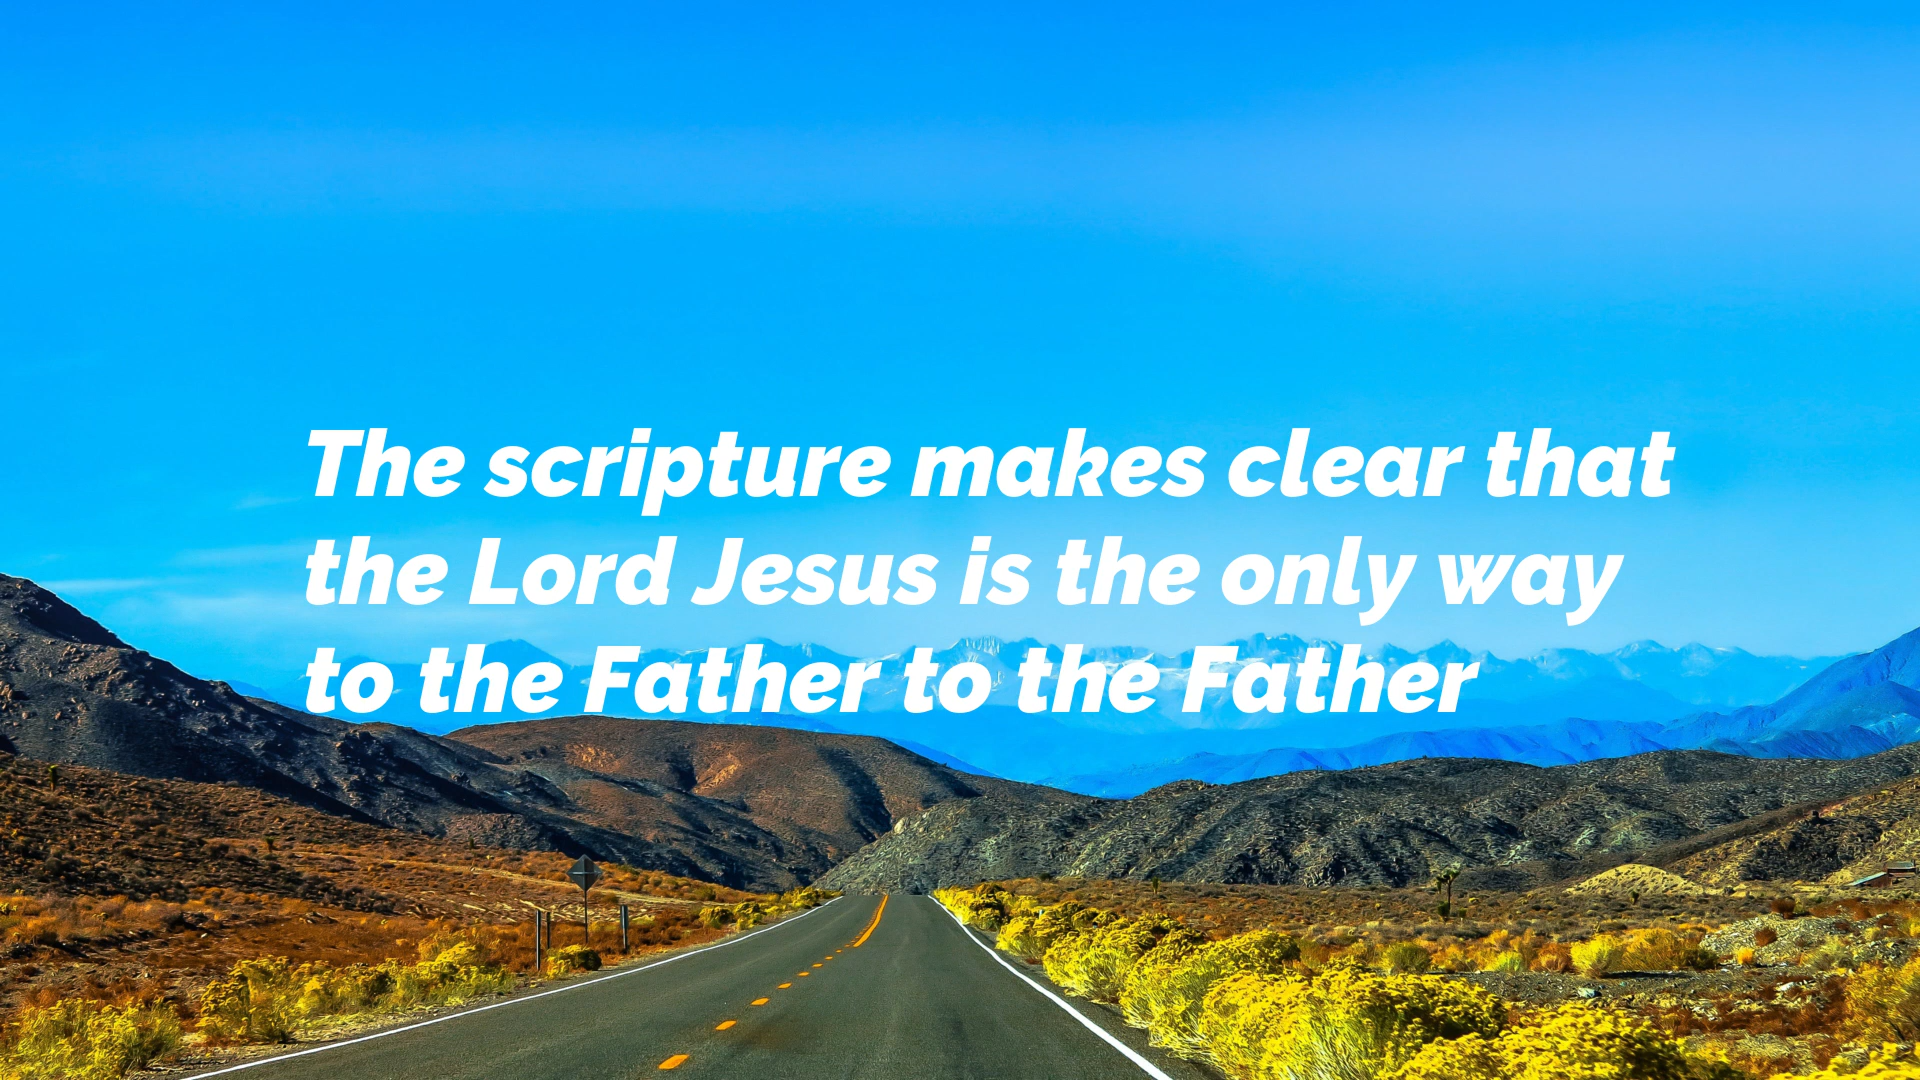 The scripture makes clear that
the Lord Jesus is the only way
to the Father to the Father